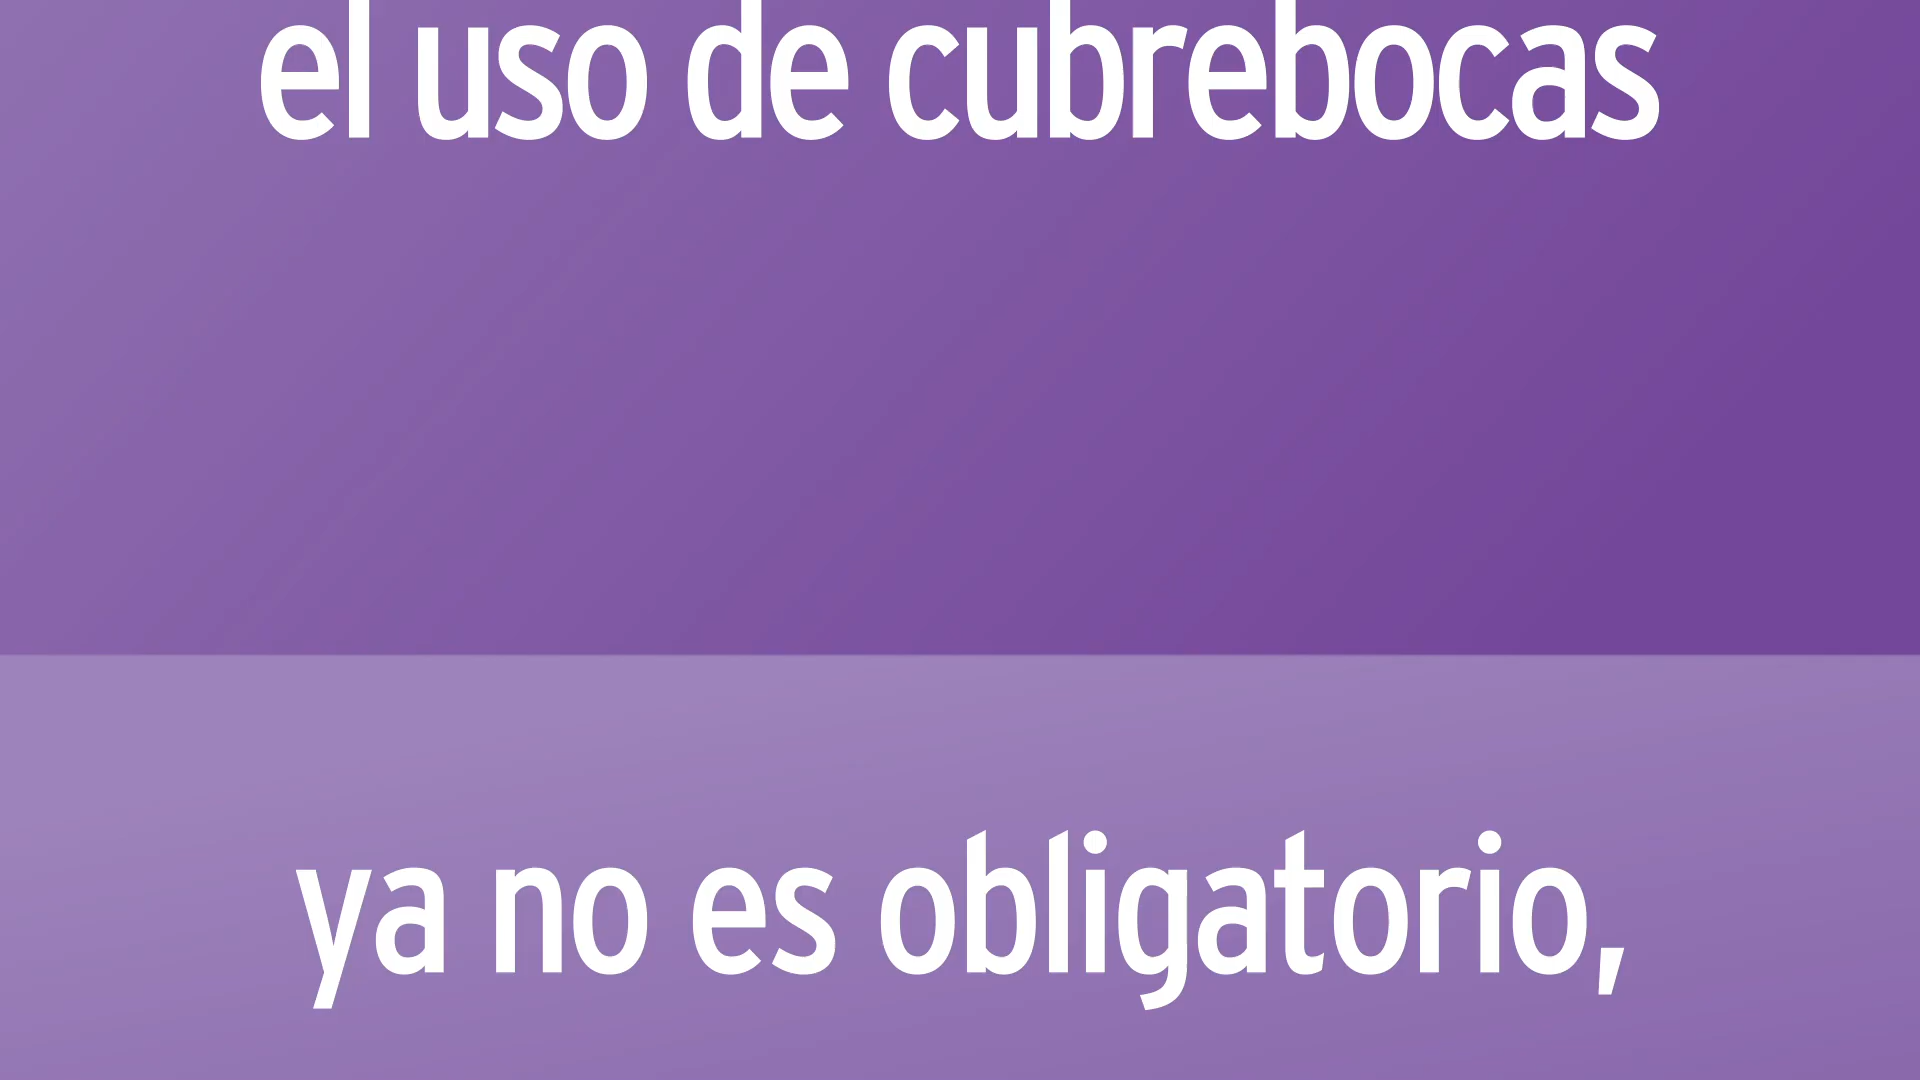 el uso de cubrebocas
ya no es obligatorio,